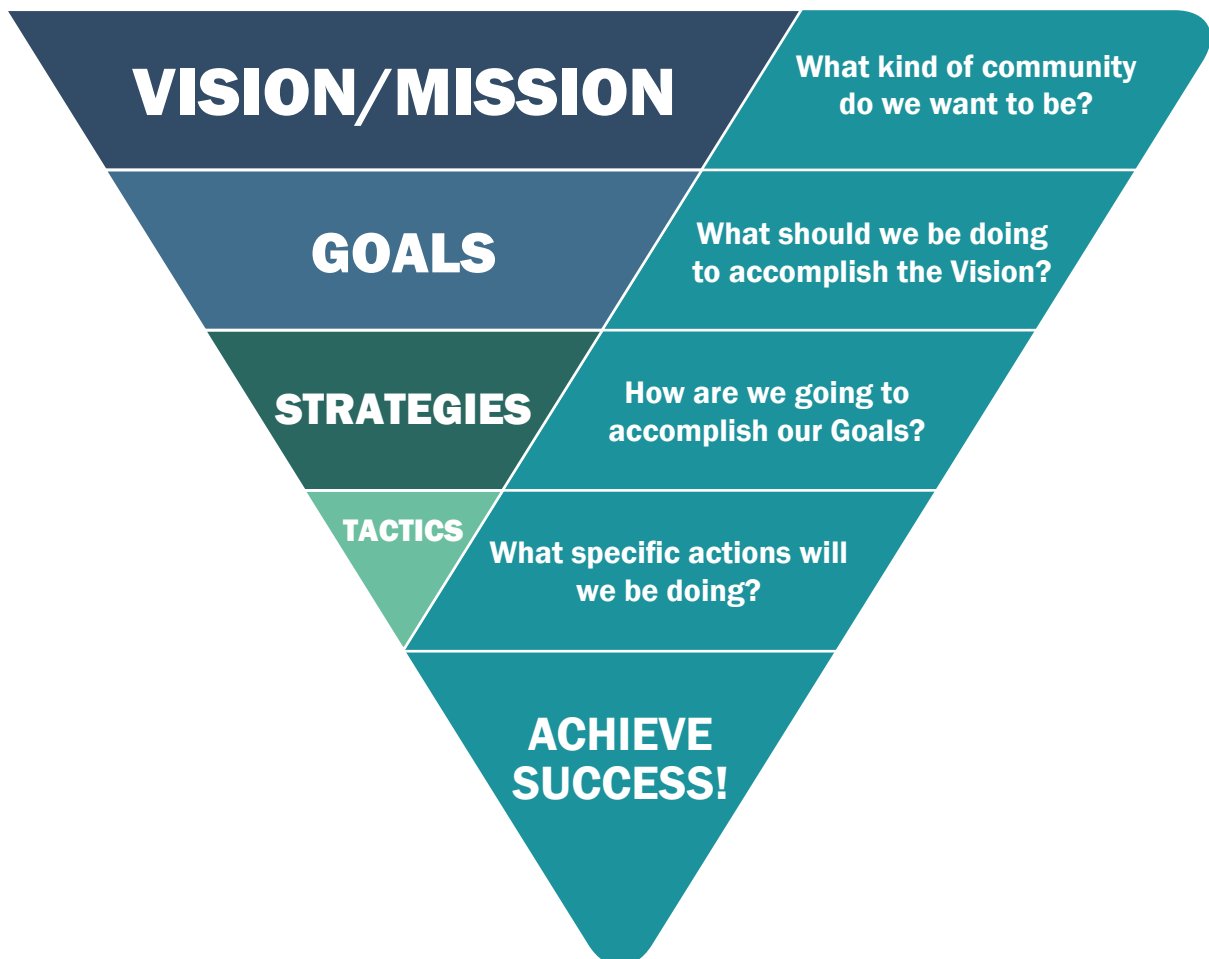 VISION/MISSION
What kind of community
do we want to be?
GOALS
What should we be doing
to accomplish the Vision?
STRATEGIES
How are we going to
accomplish our Goals?
TACTICS
What specific actions will
we be doing?
ACHIEVE
SUCCESS!